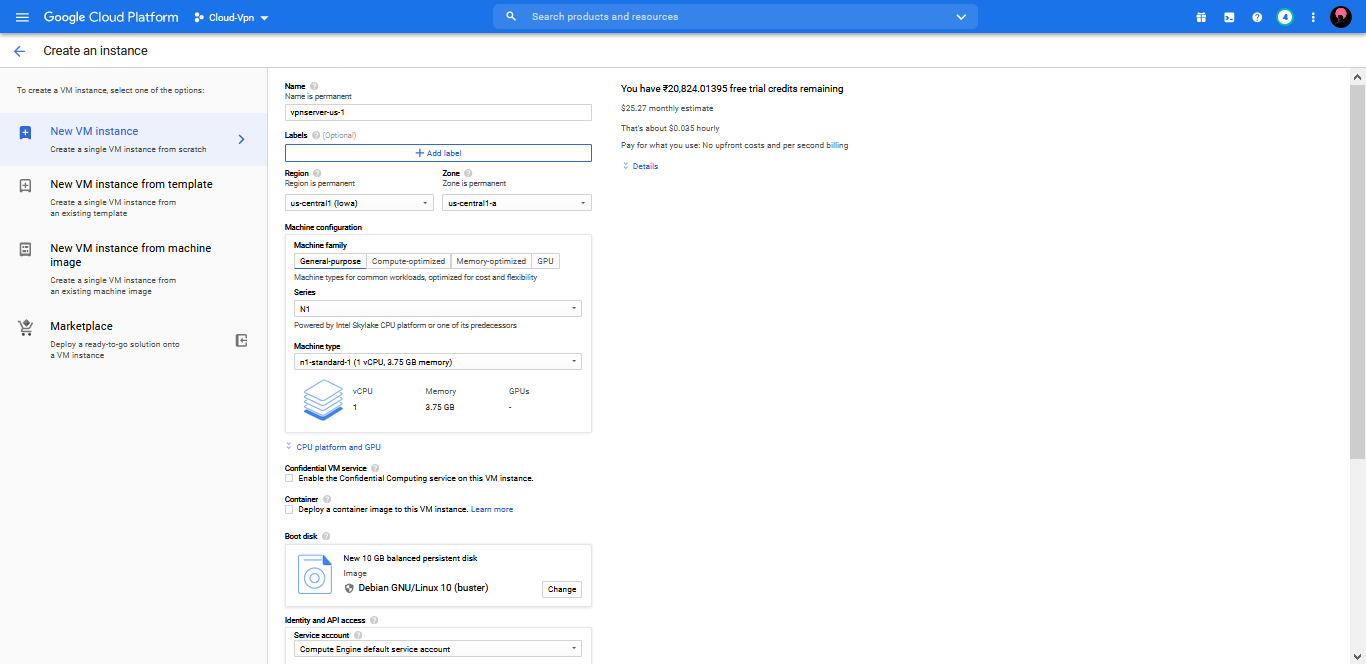 Google Cloud Platform
Cloud-Vpn
Search products and resources
4
Create an instance
To create a VM instance, select one of the options:
New VM instance
Create a single VM instance from scratch
New VM instance from template
Create a single VM instance from
an existing template
New VM instance from machine
image
Create a single VM instance from
an existing machine image
Marketplace
Deploy a ready-to-go solution onto
a VM instance
Name
Name is permanent
vpnserver-us-1
Labels (Optional)
Add label
Region Zone
Region is permanent Zone is permanent
us-central1 (Iowa) us-central1-a
Machine configuration
Machine family
General-purpose Compute-optimized Memory-optimized GPU
Machine types for common workloads, optimized for cost and flexibility
Series
N1
Powered by Intel Skylake CPU platform or one of its predecessors
Machine type
n1-standard-1 (1 vCPU, 3.75 GB memory)
vCPU Memory GPUs
1 3.75 GB -
CPU platform and GPU
Confidential VM service
Enable the Confidential Computing service on this VM instance.
Container
Deploy a container image to this VM instance. Learn more
Boot disk
New 10 GB balanced persistent disk
Image
Debian GNU/Linux 10 (buster)
Change
Identity and API access
Service account
Compute Engine default service account
You have ₹20,824.01395 free trial credits remaining
$25.27 monthly estimate
That's about $0.035 hourly
Pay for what you use: No upfront costs and per second billing
Details